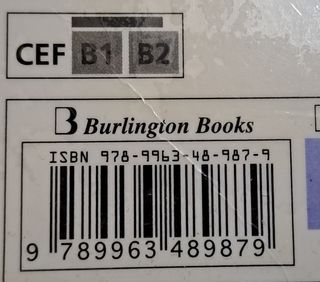 CEF B1 B2
B Burlington Books
ISBN 978-9963-48-987-9
9 789963 489879